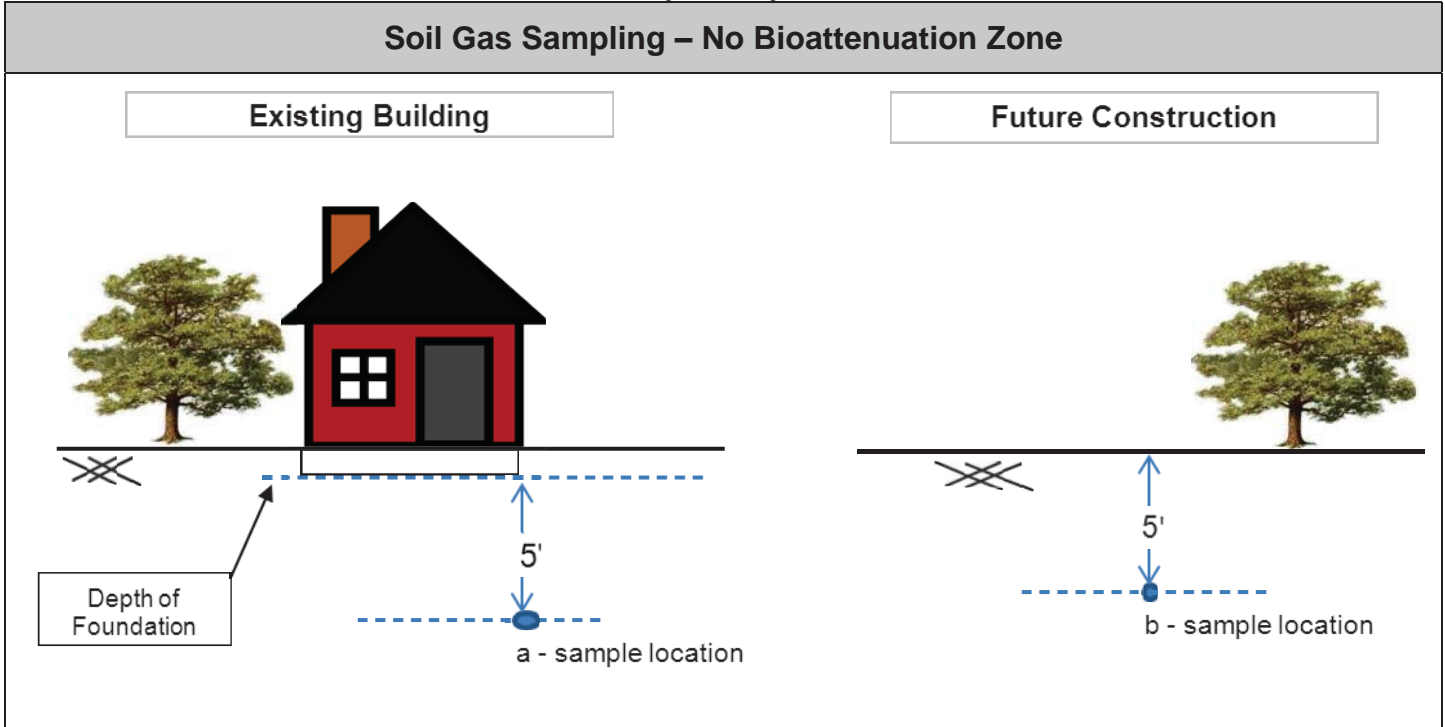 Soil Gas Sampling – No Bioattenuation Zone
Existing Building
Future Construction
5'
5'
Depth of
Foundation
a - sample location
b - sample location